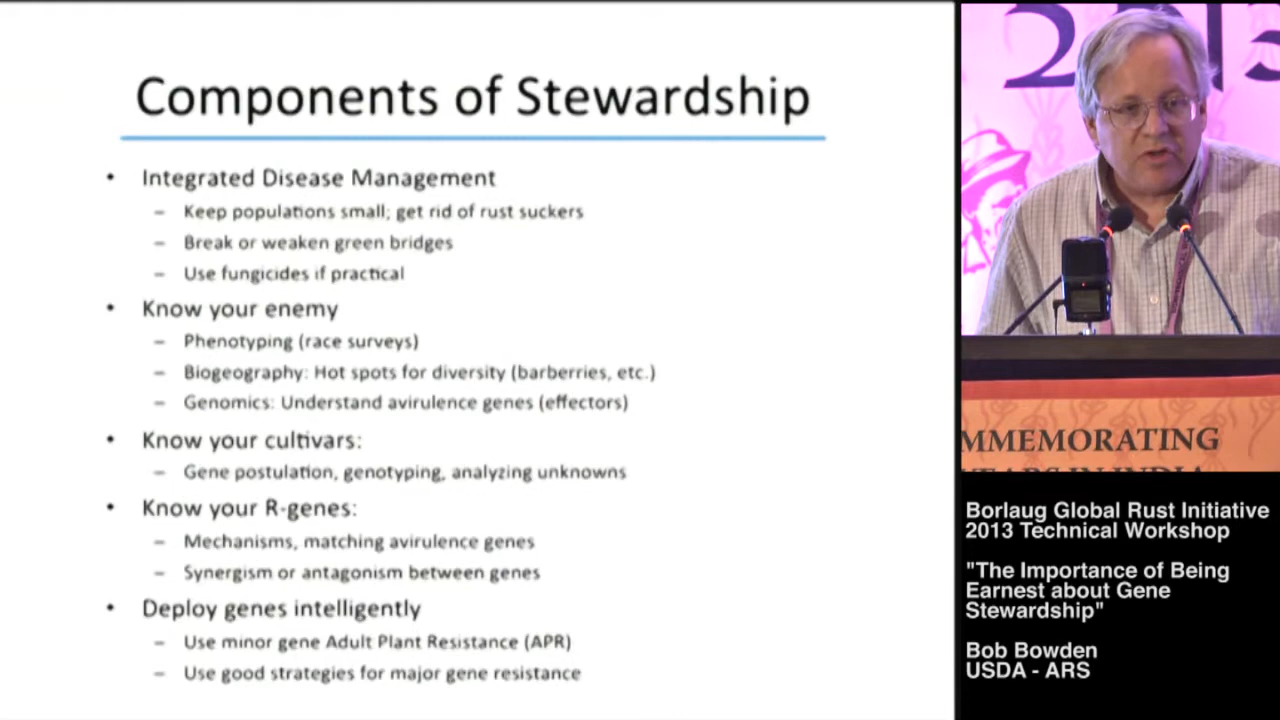 Components of Stewardship
• Integrated Disease Management
– Keep populations small; get rid of rust suckers
– Break or weaken green bridges
– Use fungicides if practical
• Know your enemy
– Phenotyping (race surveys)
– Biogeography: Hot spots for diversity (barberries, etc.)
– Genomics: Understand avirulence genes (effectors)
• Know your cultivars:
– Gene postulation, genotyping, analyzing unknowns
• Know your R-genes:
– Mechanisms, matching avirulence genes
– Synergism or antagonism between genes
• Deploy genes intelligently
– Use minor gene Adult Plant Resistance (APR)
– Use good strategies for major gene resistance
MMEMORATING
YEARS IN INDIA
Borlaug Global Rust Initiative
2013 Technical Workshop
"The Importance of Being
Earnest about Gene
Stewardship"
Bob Bowden
USDA - ARS